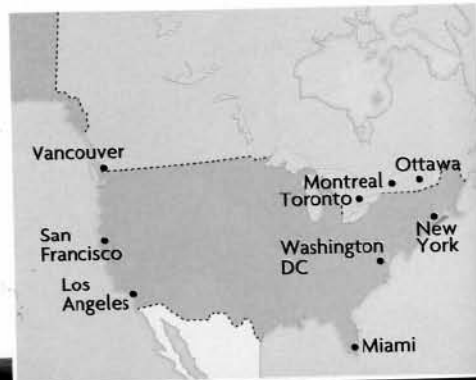 Vancouver
Ottawa
Montreal
Toronto
New
York
San
Francisco
Washington
DC
Los
Angeles
Miami